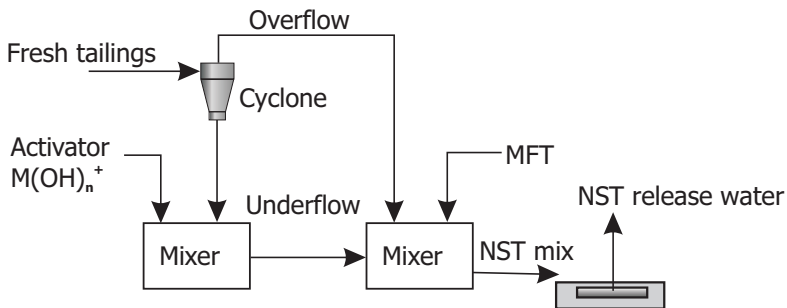 Overflow
Fresh tailings
Cyclone
Activator
M(OH)ₙ⁺
MFT
Underflow
NST release water
Mixer
Mixer
NST mix